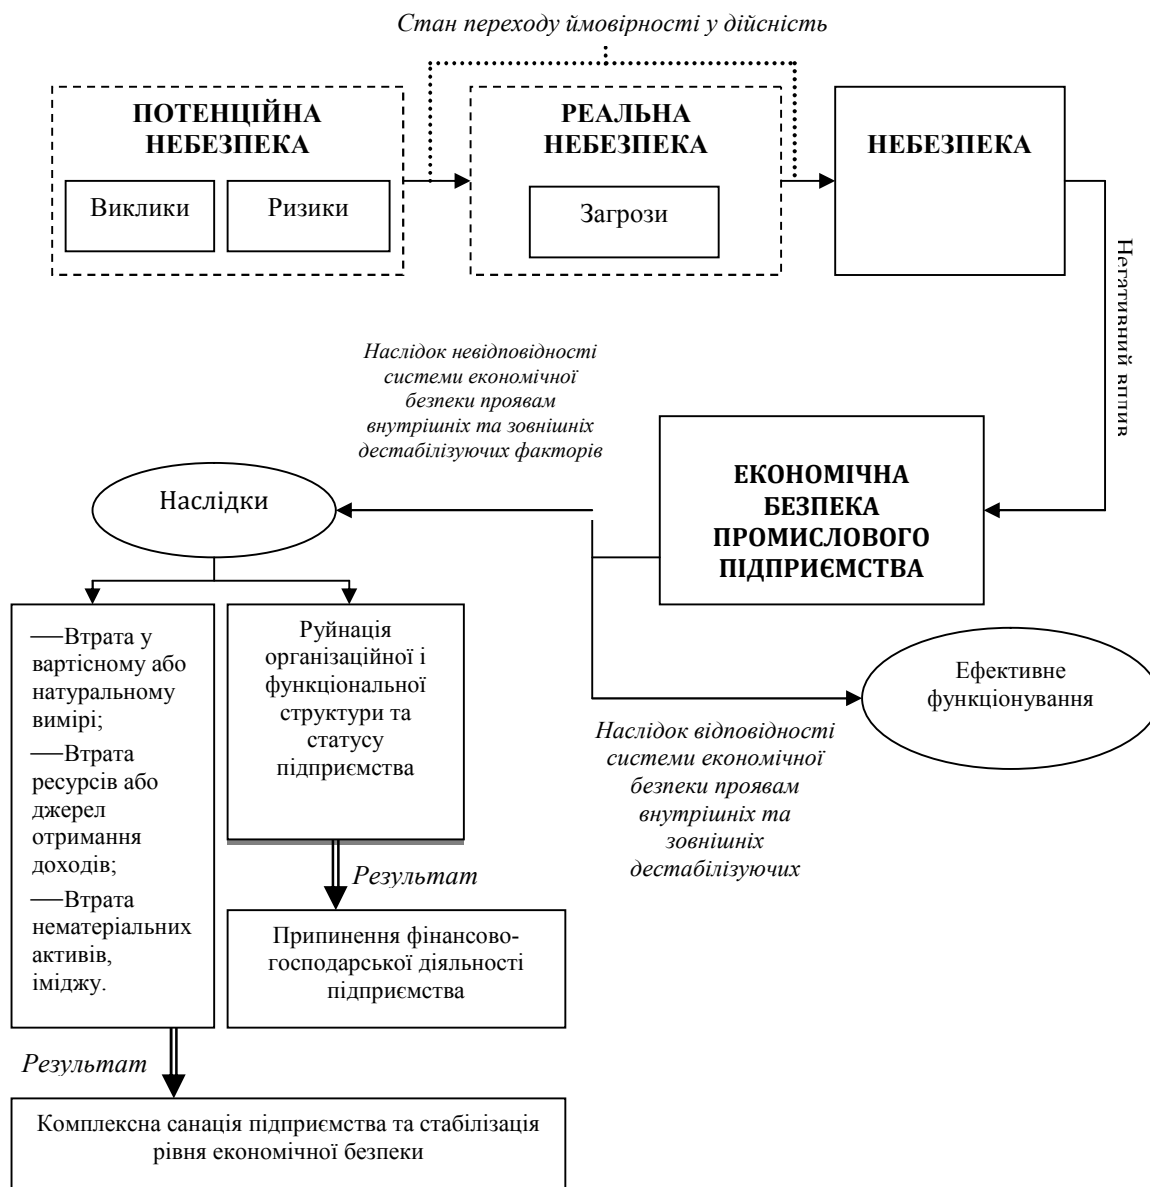 Стан переходу ймовірності у дійсність
ПОТЕНЦІЙНА
НЕБЕЗПЕКА
Виклики
Ризики
РЕАЛЬНА
НЕБЕЗПЕКА
Загрози
НЕБЕЗПЕКА
Негативний вплив
Наслідок невідповідності
системи економічної
безпеки проявам
внутрішніх та зовнішніх
дестабілізуючих факторів
ЕКОНОМІЧНА
БЕЗПЕКА
ПРОМИСЛОВОГО
ПІДПРИЄМСТВА
Наслідки
──Втрата у
вартісному або
натуральному
вимірі;
──Втрата
ресурсів або
джерел
отримання
доходів;
──Втрата
нематеріальних
активів,
іміджу.
Руйнація
організаційної і
функціональної
структури та
статусу
підприємства
Ефективне
функціонування
Наслідок відповідності
системи економічної
безпеки проявам
внутрішніх та
зовнішніх
дестабілізуючих
Результат
Припинення фінансово-
господарської діяльності
підприємства
Результат
Комплексна санація підприємства та стабілізація
рівня економічної безпеки